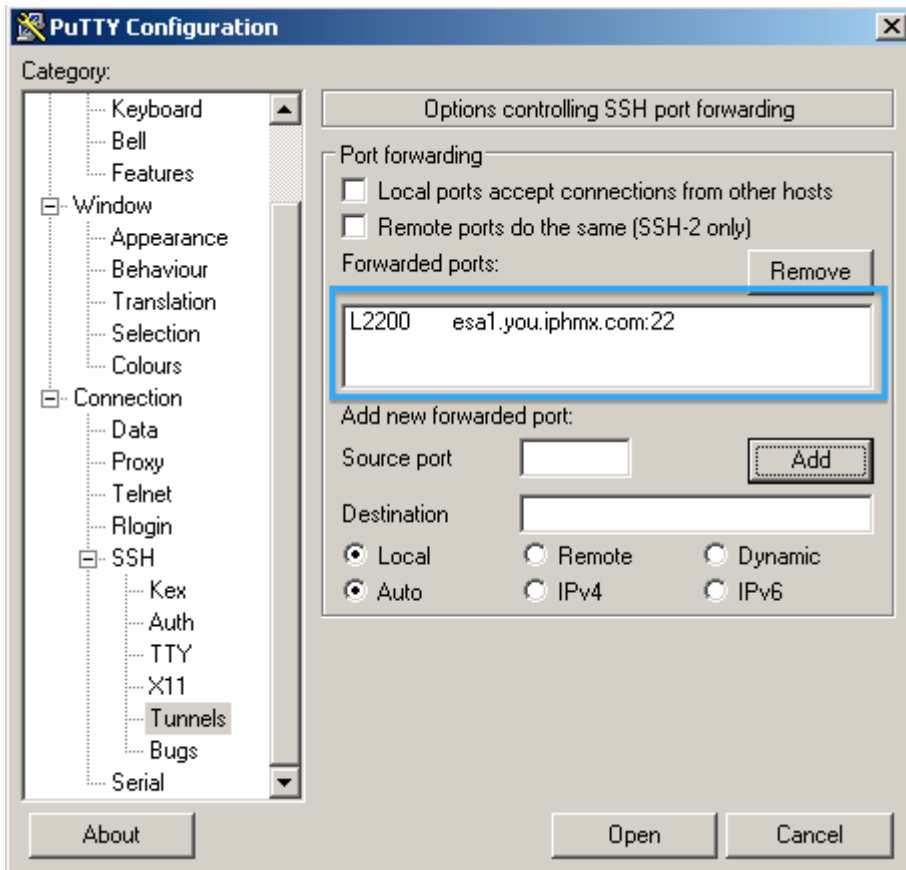 PuTTY Configuration
Category:
Keyboard
Bell
Features
Window
Appearance
Behaviour
Translation
Selection
Colours
Connection
Data
Proxy
Telnet
Rlogin
SSH
Kex
Auth
TTY
X11
Tunnels
Bugs
Serial
Options controlling SSH port forwarding
Port forwarding
Local ports accept connections from other hosts
Remote ports do the same (SSH-2 only)
Forwarded ports:
Remove
L2200 esa1.you.iphmx.com:22
Add new forwarded port:
Source port
Add
Destination
Local Remote Dynamic
Auto IPv4 IPv6
About Open Cancel